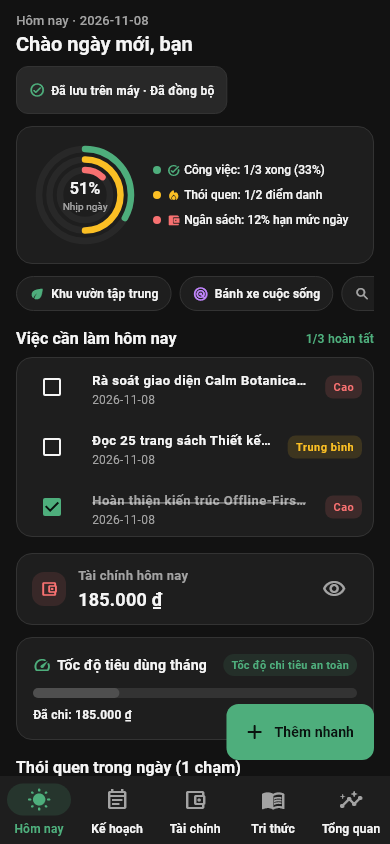 Hôm nay · 2026-11-08
Chào ngày mới, bạn
Đã lưu trên máy · Đã đồng bộ
51%
Nhịp ngày
Công việc: 1/3 xong (33%)
Thói quen: 1/2 điểm danh
Ngân sách: 12% hạn mức ngày
Khu vườn tập trung
Bánh xe cuộc sống
Việc cần làm hôm nay
1/3 hoàn tất
Rà soát giao diện Calm Botanica...
2026-11-08
Cao
Đọc 25 trang sách Thiết kế...
2026-11-08
Trung bình
Hoàn thiện kiến trúc Offline-Firs...
2026-11-08
Cao
Tài chính hôm nay
185.000 ₫
Tốc độ tiêu dùng tháng
Tốc độ chi tiêu an toàn
Đã chi: 185.000 ₫
Thêm nhanh
Thói quen trong ngày (1 chạm)
Hôm nay
Kế hoạch
Tài chính
Tri thức
Tổng quan